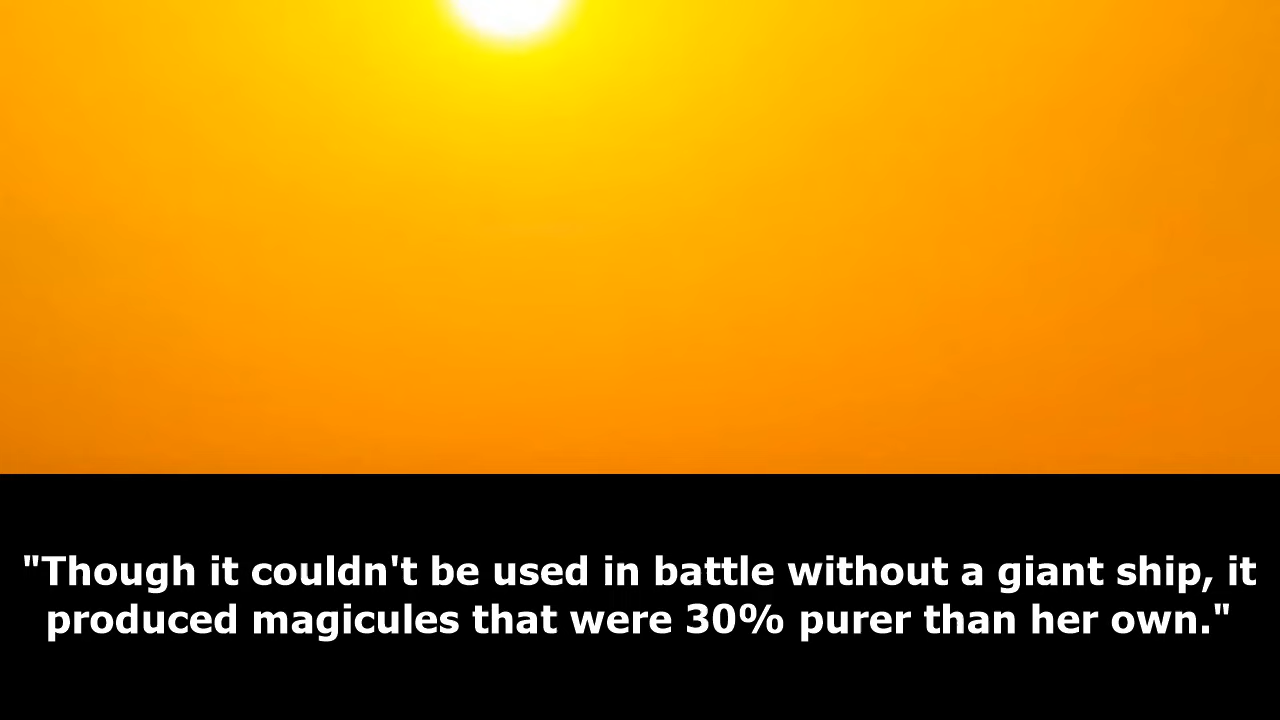 "Though it couldn't be used in battle without a giant ship, it
produced magicules that were 30% purer than her own."